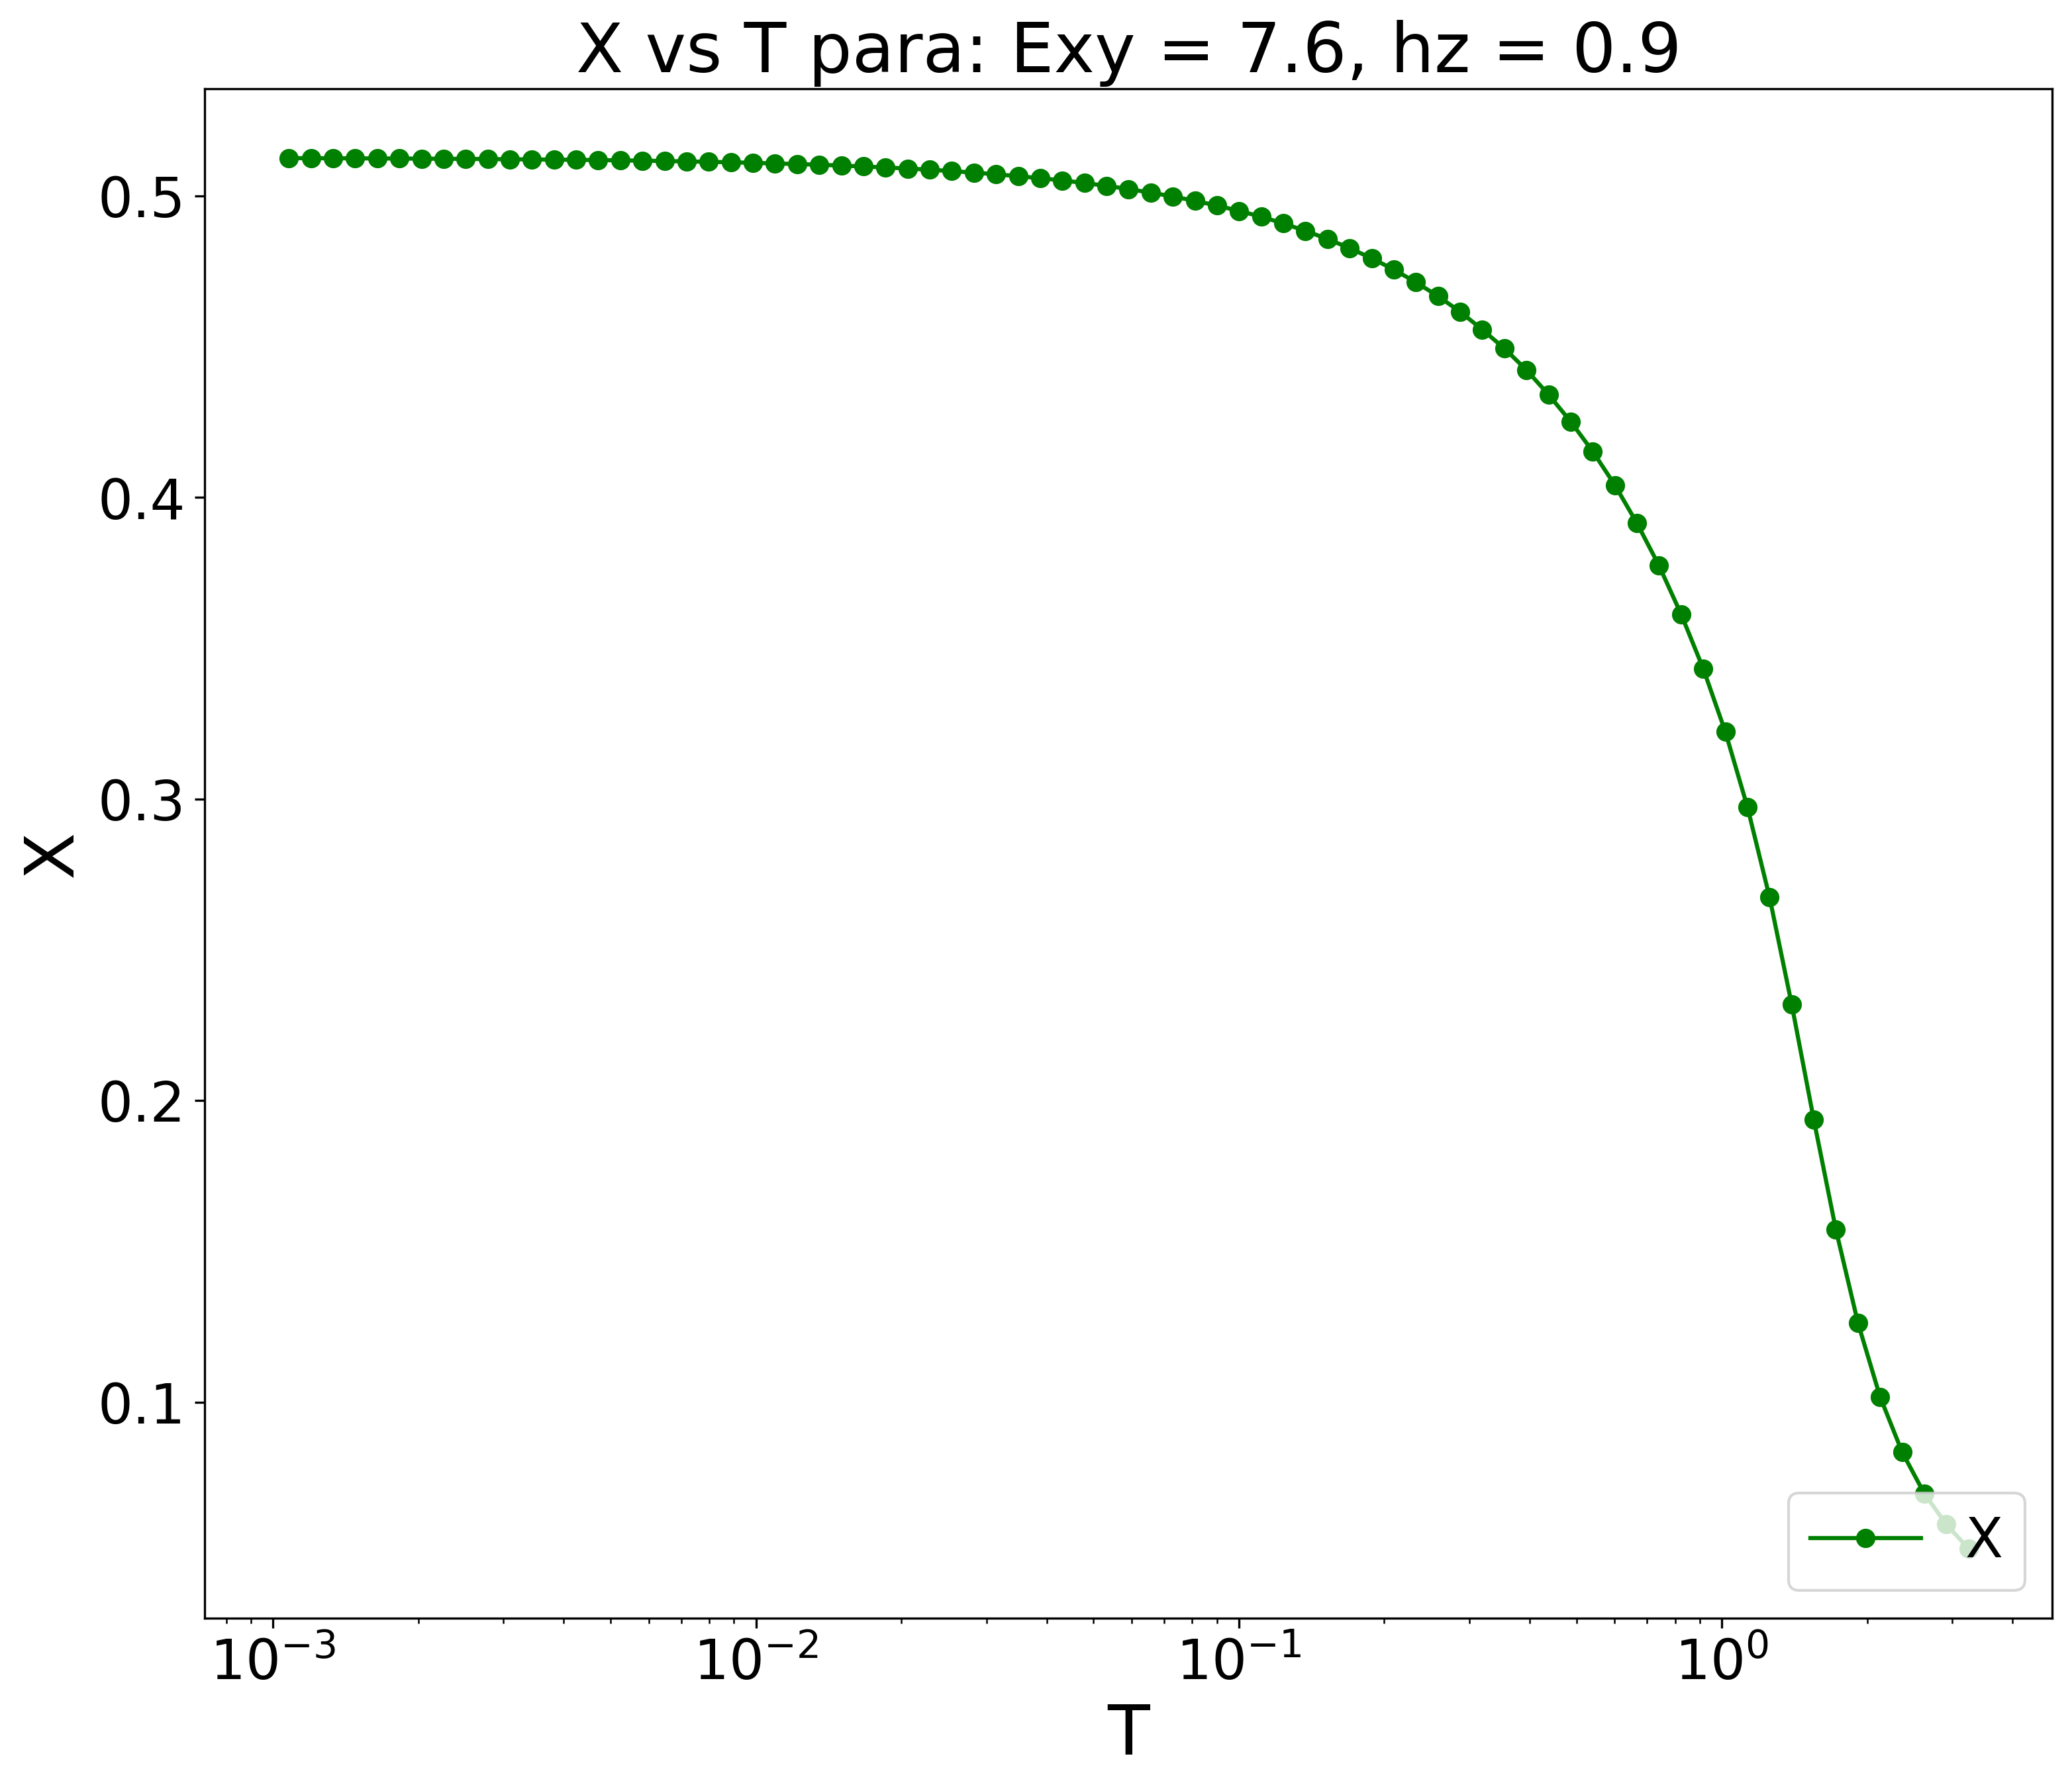 X vs T para: Exy = 7.6, hz = 0.9
X
0.5
0.4
0.3
0.2
0.1
X
10⁻³ 10⁻² 10⁻¹ 10⁰
T